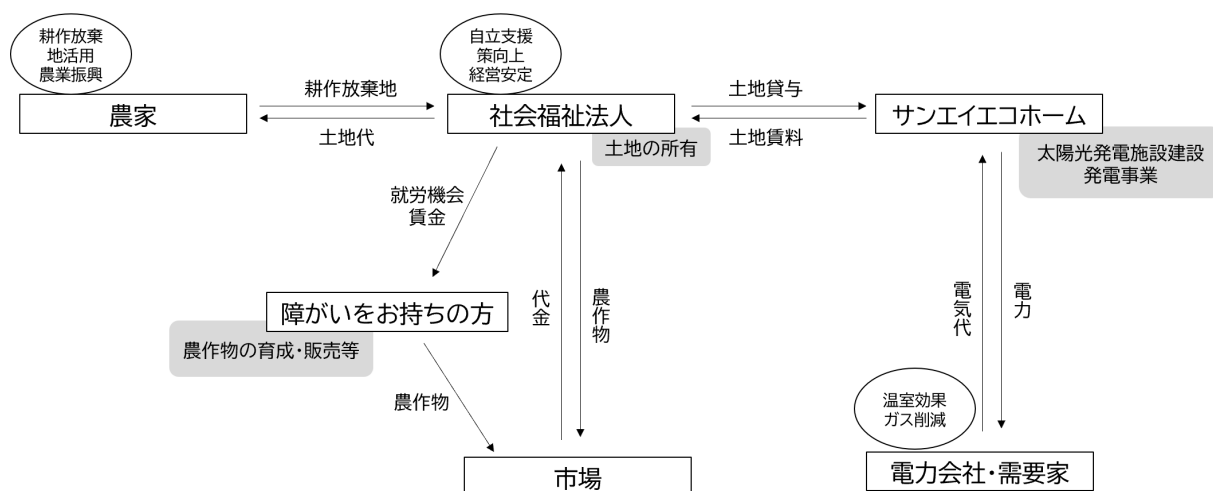 耕作放棄
地活用
農業振興
自立支援
策向上
経営安定
農家
耕作放棄地
土地代
社会福祉法人
土地の所有
土地貸与
土地賃料
サンエイエコホーム
太陽光発電施設建設
発電事業
就労機会
賃金
障がいをお持ちの方
農作物の育成・販売等
農作物
代金
農作物
電気代
電力
温室効果
ガス削減
市場
電力会社・需要家